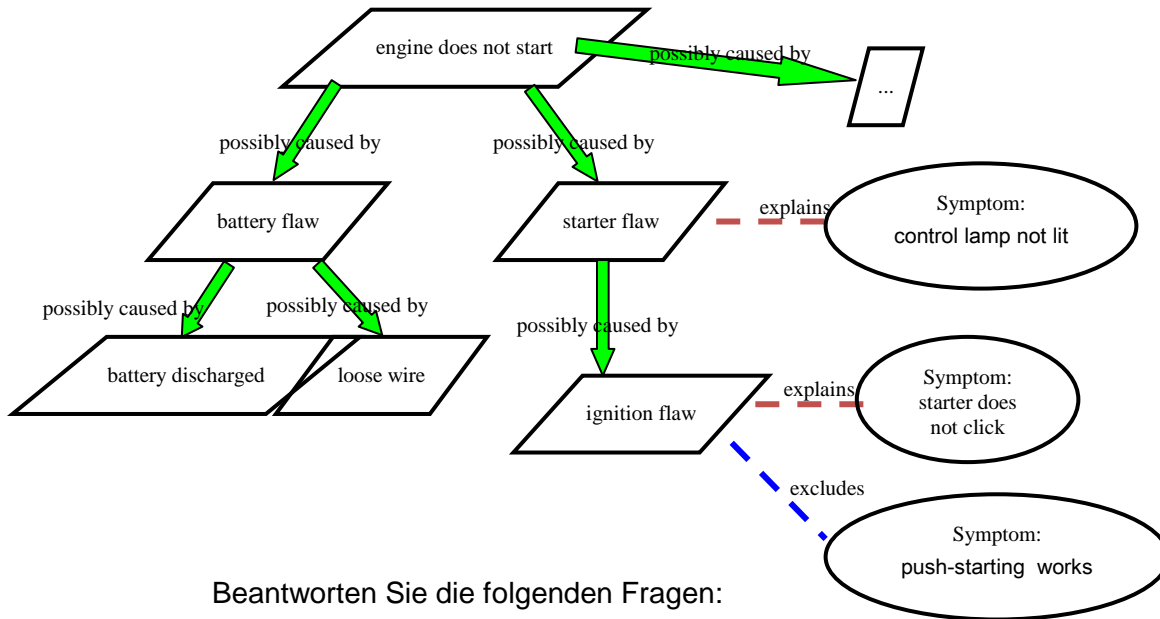 engine does not start
possibly caused by
...
possibly caused by
possibly caused by
battery flaw
starter flaw
explains
Symptom:
control lamp not lit
possibly caused by
possibly caused by
possibly caused by
battery discharged
loose wire
ignition flaw
explains
Symptom:
starter does
not click
excludes
Symptom:
push-starting works
Beantworten Sie die folgenden Fragen: